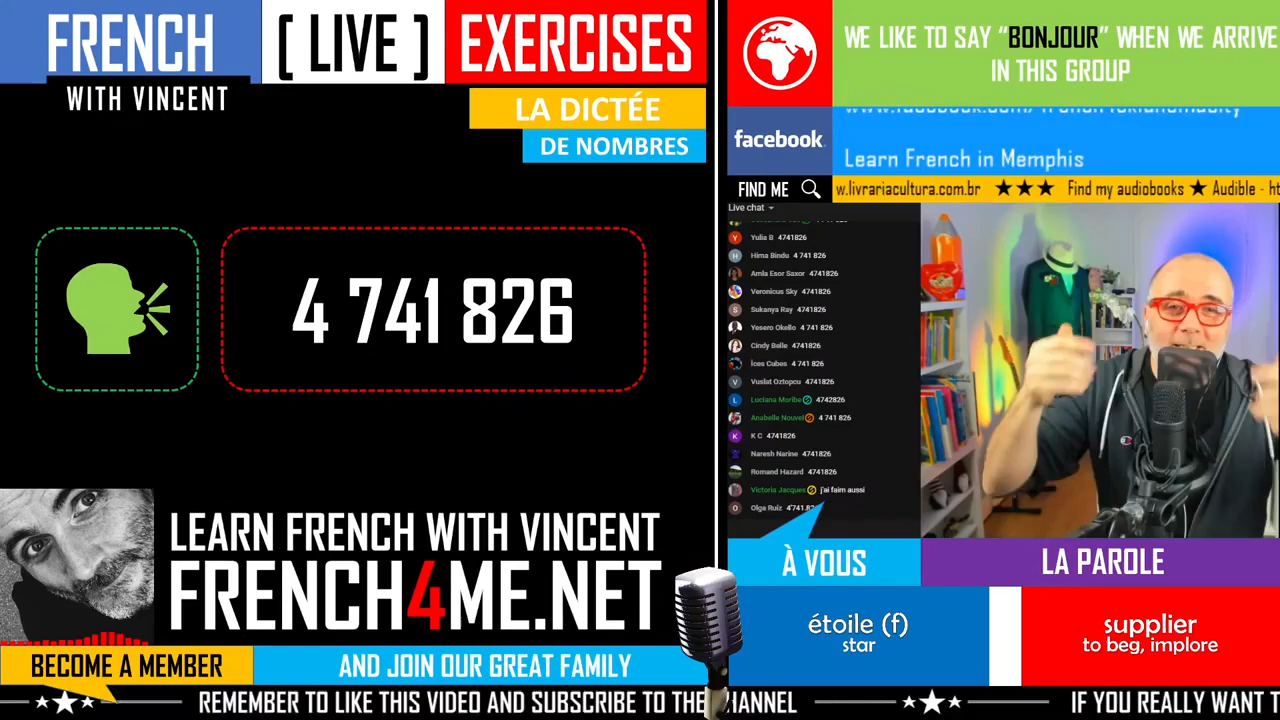 FRENCH
WITH VINCENT
[ LIVE ]
EXERCISES
LA DICTÉE
DE NOMBRES
4 741 826
LEARN FRENCH WITH VINCENT
FRENCH4ME.NET
BECOME A MEMBER
AND JOIN OUR GREAT FAMILY
WE LIKE TO SAY “BONJOUR” WHEN WE ARRIVE
IN THIS GROUP
facebook.
Learn French in Memphis
FIND ME
w.livrariacultura.com.br ★★★ Find my audiobooks ★ Audible - ht
Live chat
Yulia B 4741826
Hima Bindu 4 741 826
Amla Esor Saxor 4741826
Veronicus Sky 4741826
Sukanya Ray 4741826
Yesero Okello 4 741 826
Cindy Belle 4741826
İces Cubes 4 741 826
Vuslat Oztopcu 4741826
Luciana Moribe 4742826
Anabelle Nouvel 4 741 826
K C 4741826
Naresh Narine 4741826
Romand Hazard 4741826
Victoria Jacques j'ai faim aussi
Olga Ruiz 4'741.82
À VOUS
LA PAROLE
étoile (f)
star
supplier
to beg, implore
REMEMBER TO LIKE THIS VIDEO AND SUBSCRIBE TO THE CHANNEL
IF YOU REALLY WANT T